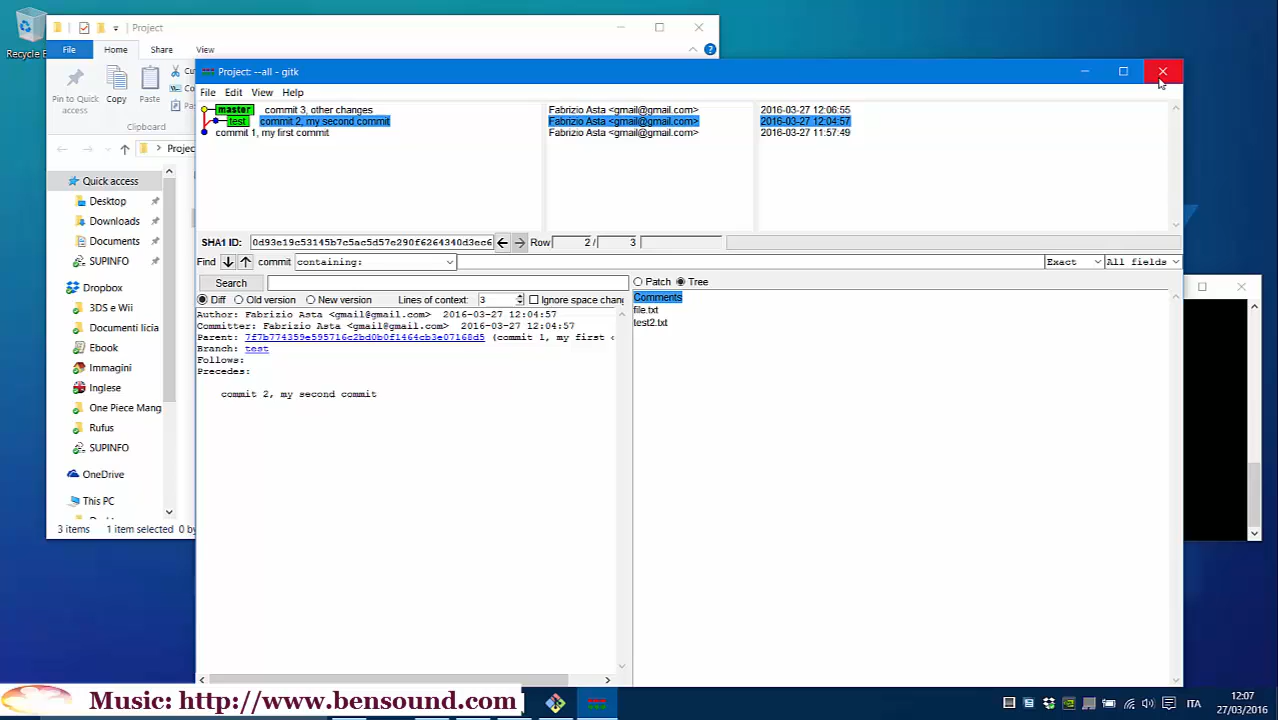 Recycle B
Project
File Home Share View
Pin to Quick access
Copy
Paste
Cu
Co
Clipboard
Project
Quick access
Desktop
Downloads
Documents
SUPINFO
Dropbox
3DS e Wii
Documenti licia
Ebook
Immagini
Inglese
One Piece Mang
Rufus
SUPINFO
OneDrive
This PC
3 items 1 item selected 0 by
Project: --all - gitk
File Edit View Help
master commit 3, other changes Fabrizio Asta <gmail@gmail.com> 2016-03-27 12:06:55
test commit 2, my second commit Fabrizio Asta <gmail@gmail.com> 2016-03-27 12:04:57
commit 1, my first commit Fabrizio Asta <gmail@gmail.com> 2016-03-27 11:57:49
SHA1 ID: 0d93e19c53145b7c5ac5d57e290f6264340d3ec6 Row 2 / 3
Find commit containing: Exact All fields
Search
Patch Tree
Diff Old version New version Lines of context: 3 Ignore space chang
Comments
file.txt
test2.txt
Author: Fabrizio Asta <gmail@gmail.com> 2016-03-27 12:04:57
Committer: Fabrizio Asta <gmail@gmail.com> 2016-03-27 12:04:57
Parent: 7f7b774359e595716c2bd0b0f1464cb3e07168d5 (commit 1, my first c
Branch: test
Follows:
Precedes:
commit 2, my second commit
Music: http://www.bensound.com
ITA
12:07
27/03/2016